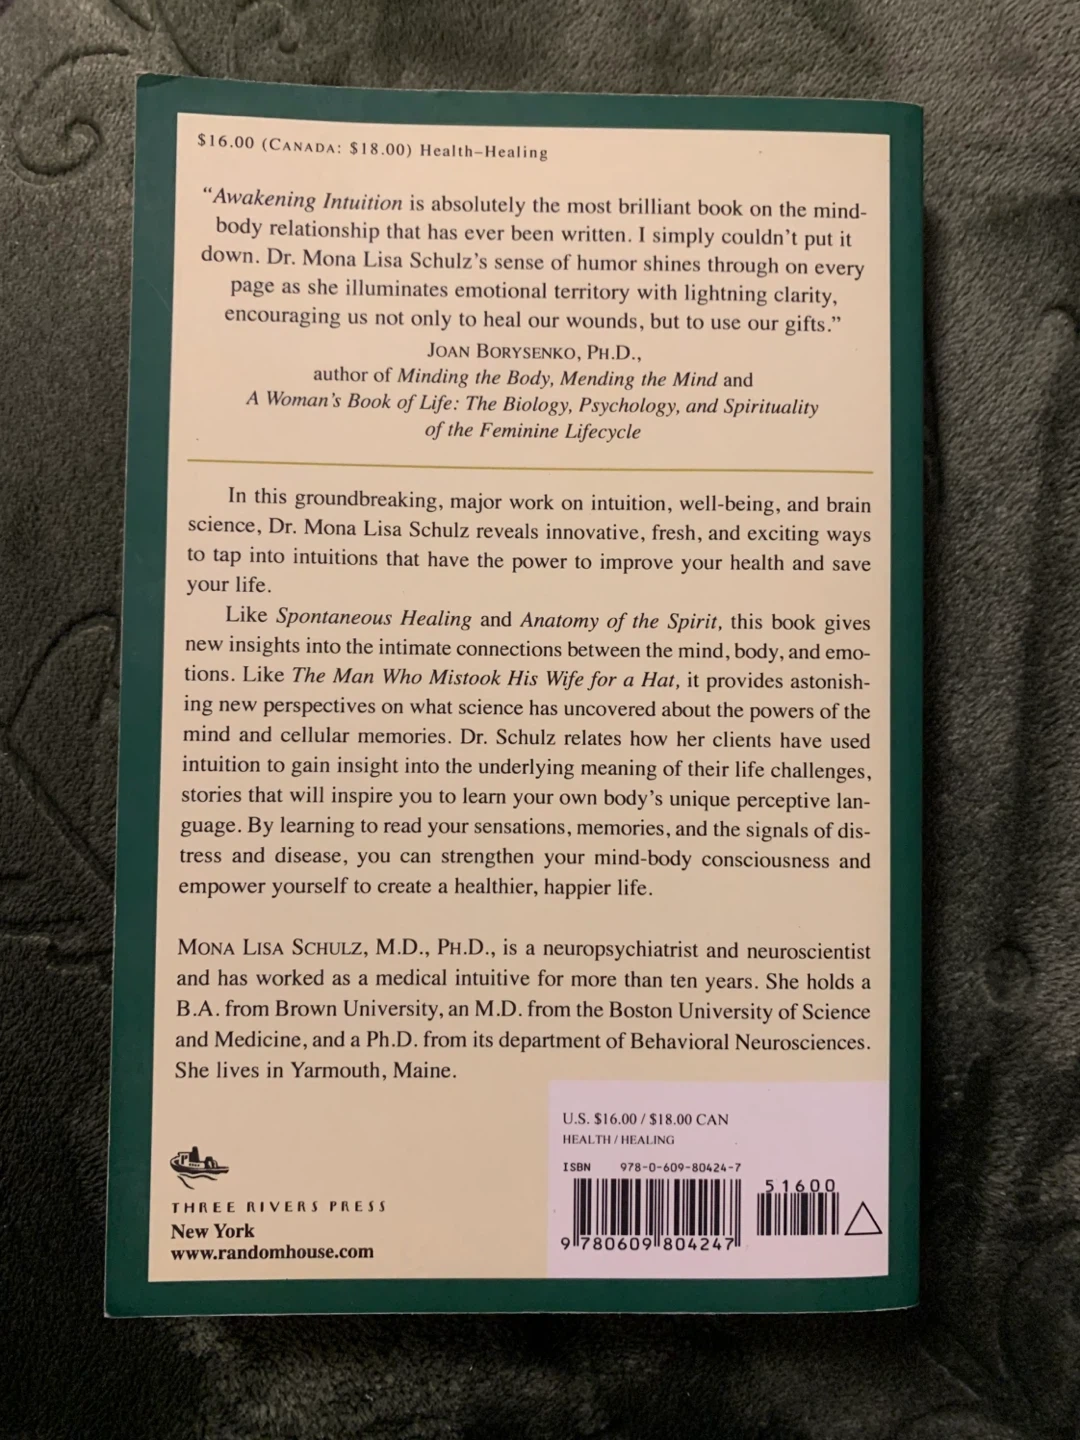 $16.00 (CANADA: $18.00) Health–Healing
“Awakening Intuition is absolutely the most brilliant book on the mind-
body relationship that has ever been written. I simply couldn’t put it
down. Dr. Mona Lisa Schulz’s sense of humor shines through on every
page as she illuminates emotional territory with lightning clarity,
encouraging us not only to heal our wounds, but to use our gifts.”
JOAN BORYSENKO, PH.D.,
author of Minding the Body, Mending the Mind and
A Woman’s Book of Life: The Biology, Psychology, and Spirituality
of the Feminine Lifecycle
In this groundbreaking, major work on intuition, well-being, and brain
science, Dr. Mona Lisa Schulz reveals innovative, fresh, and exciting ways
to tap into intuitions that have the power to improve your health and save
your life.
Like Spontaneous Healing and Anatomy of the Spirit, this book gives
new insights into the intimate connections between the mind, body, and emo-
tions. Like The Man Who Mistook His Wife for a Hat, it provides astonish-
ing new perspectives on what science has uncovered about the powers of the
mind and cellular memories. Dr. Schulz relates how her clients have used
intuition to gain insight into the underlying meaning of their life challenges,
stories that will inspire you to learn your own body’s unique perceptive lan-
guage. By learning to read your sensations, memories, and the signals of dis-
tress and disease, you can strengthen your mind-body consciousness and
empower yourself to create a healthier, happier life.
MONA LISA SCHULZ, M.D., PH.D., is a neuropsychiatrist and neuroscientist
and has worked as a medical intuitive for more than ten years. She holds a
B.A. from Brown University, an M.D. from the Boston University of Science
and Medicine, and a Ph.D. from its department of Behavioral Neurosciences.
She lives in Yarmouth, Maine.
THREE RIVERS PRESS
New York
www.randomhouse.com
U.S. $16.00 / $18.00 CAN
HEALTH / HEALING
ISBN 978-0-609-80424-7
51600
9 780609 804247